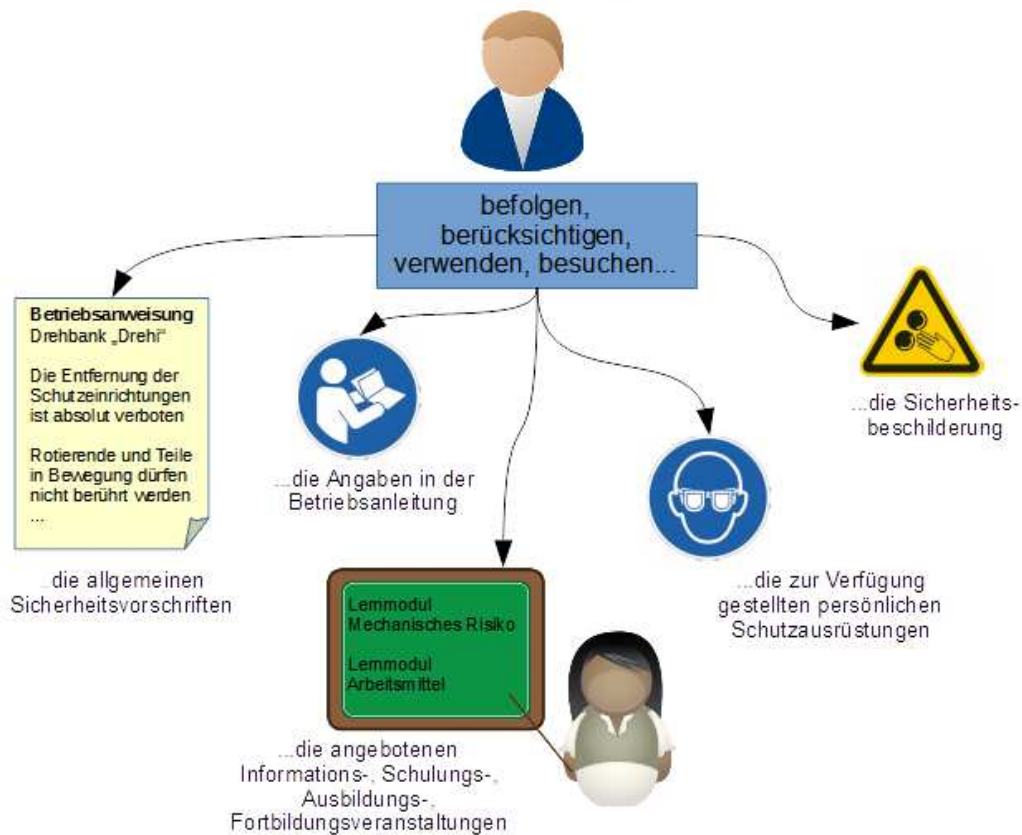 befolgen,
berücksichtigen,
verwenden, besuchen...
Betriebsanweisung
Drehbank „Drehi“
Die Entfernung der
Schutzeinrichtungen
ist absolut verboten
Rotierende und Teile
in Bewegung dürfen
nicht berührt werden
...
...die allgemeinen
Sicherheitsvorschriften
...die Angaben in der
Betriebsanleitung
Lernmodul
Mechanisches Risiko
Lernmodul
Arbeitsmittel
...die angebotenen
Informations-, Schulungs-,
Ausbildungs-,
Fortbildungsveranstaltungen
...die zur Verfügung
gestellten persönlichen
Schutzausrüstungen
...die Sicherheits-
beschilderung